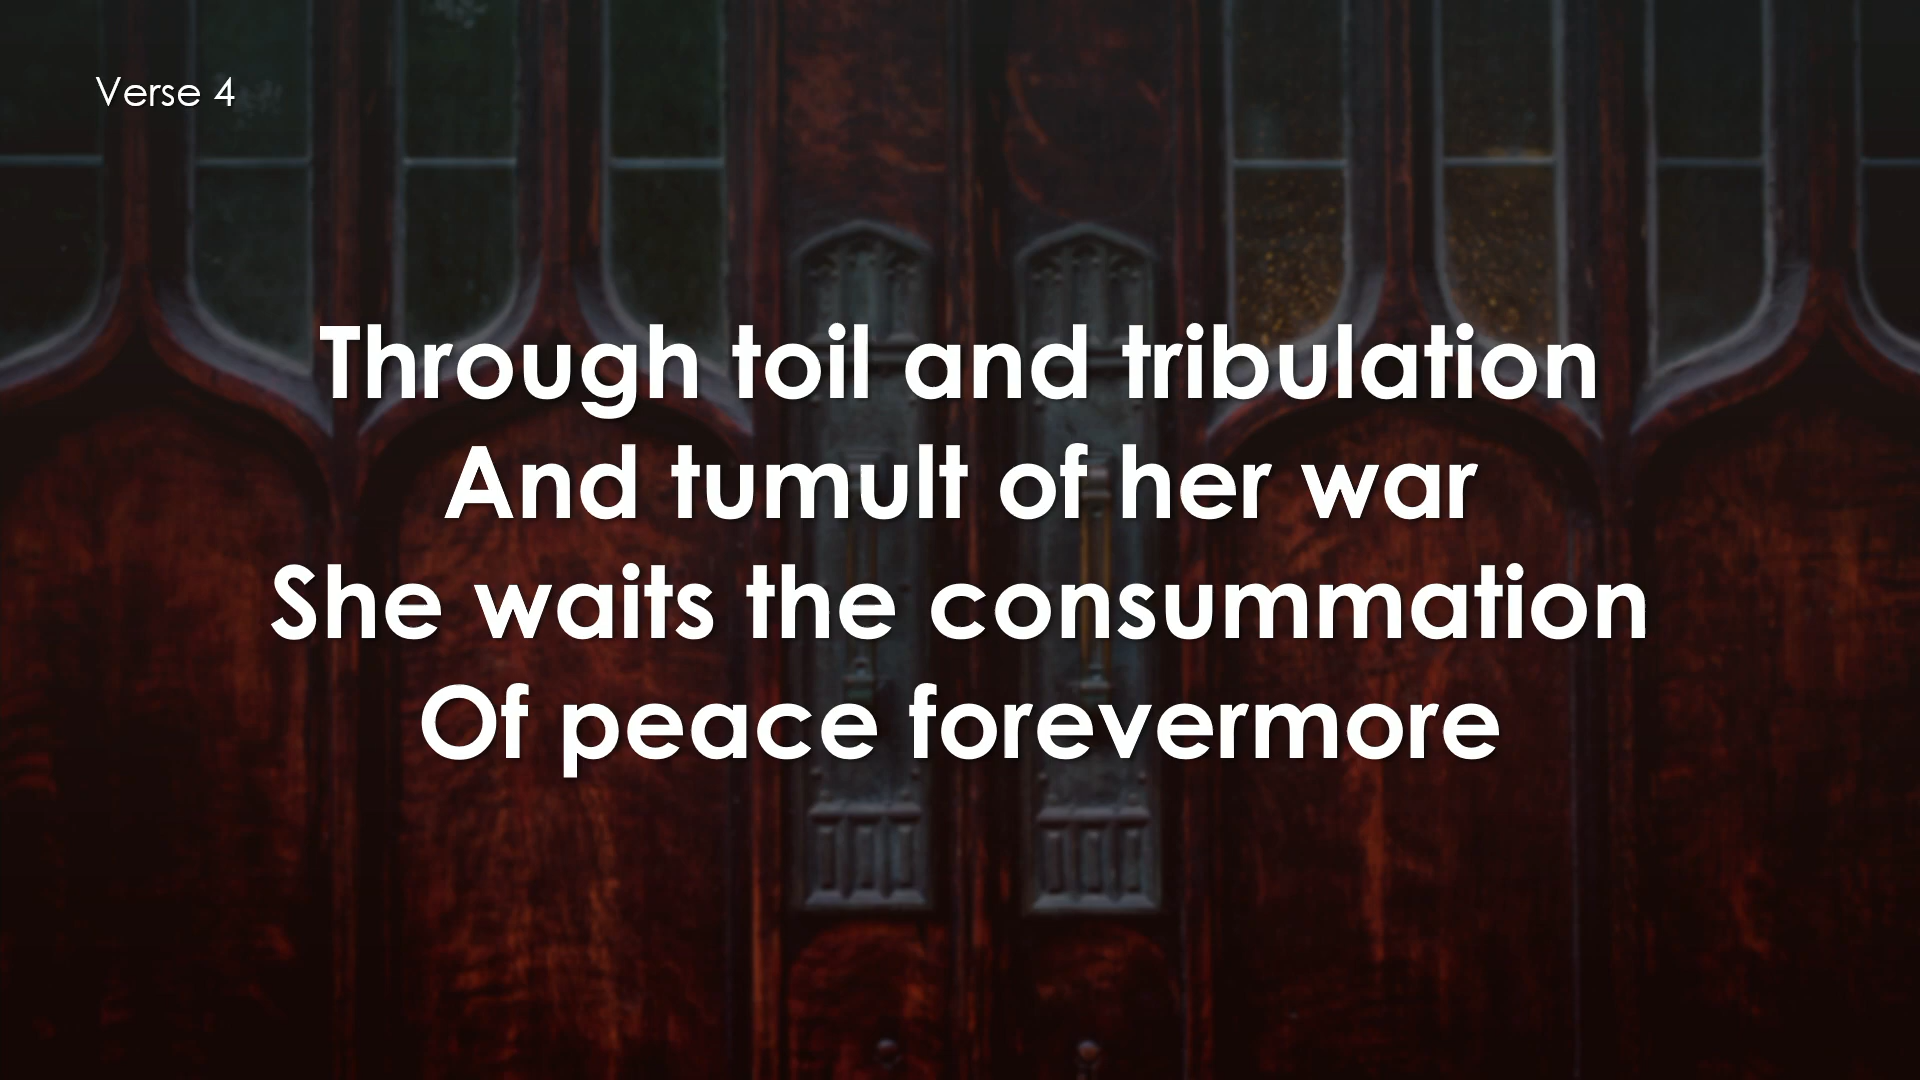 Verse 4
Through toil and tribulation
And tumult of her war
She waits the consummation
Of peace forevermore